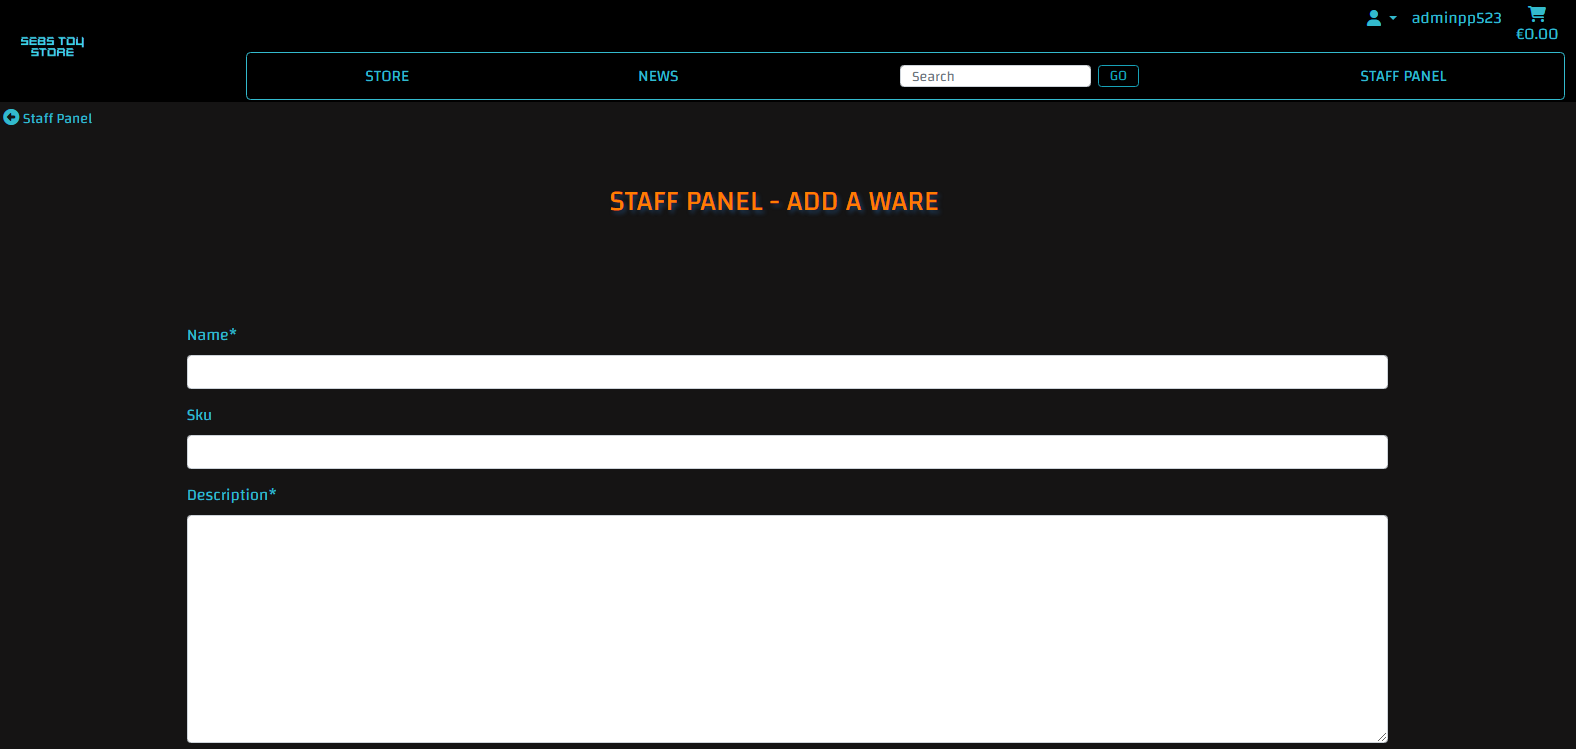 SEBS TOY
STORE
adminpp523
€0.00
STORE
NEWS
Search
GO
STAFF PANEL
Staff Panel
STAFF PANEL - ADD A WARE
Name*
Sku
Description*